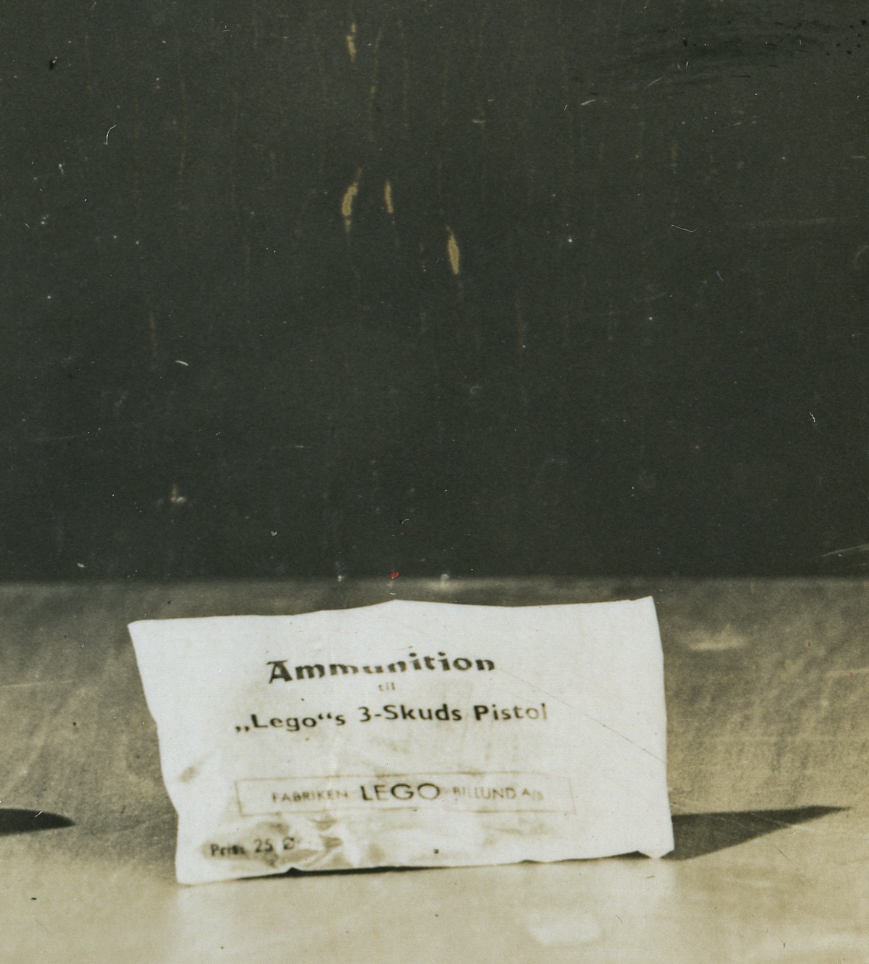 Ammunition
til
„Lego“s 3-Skuds Pistol
FABRIKEN LEGO BILLUND A/S
Pris 25 Ø